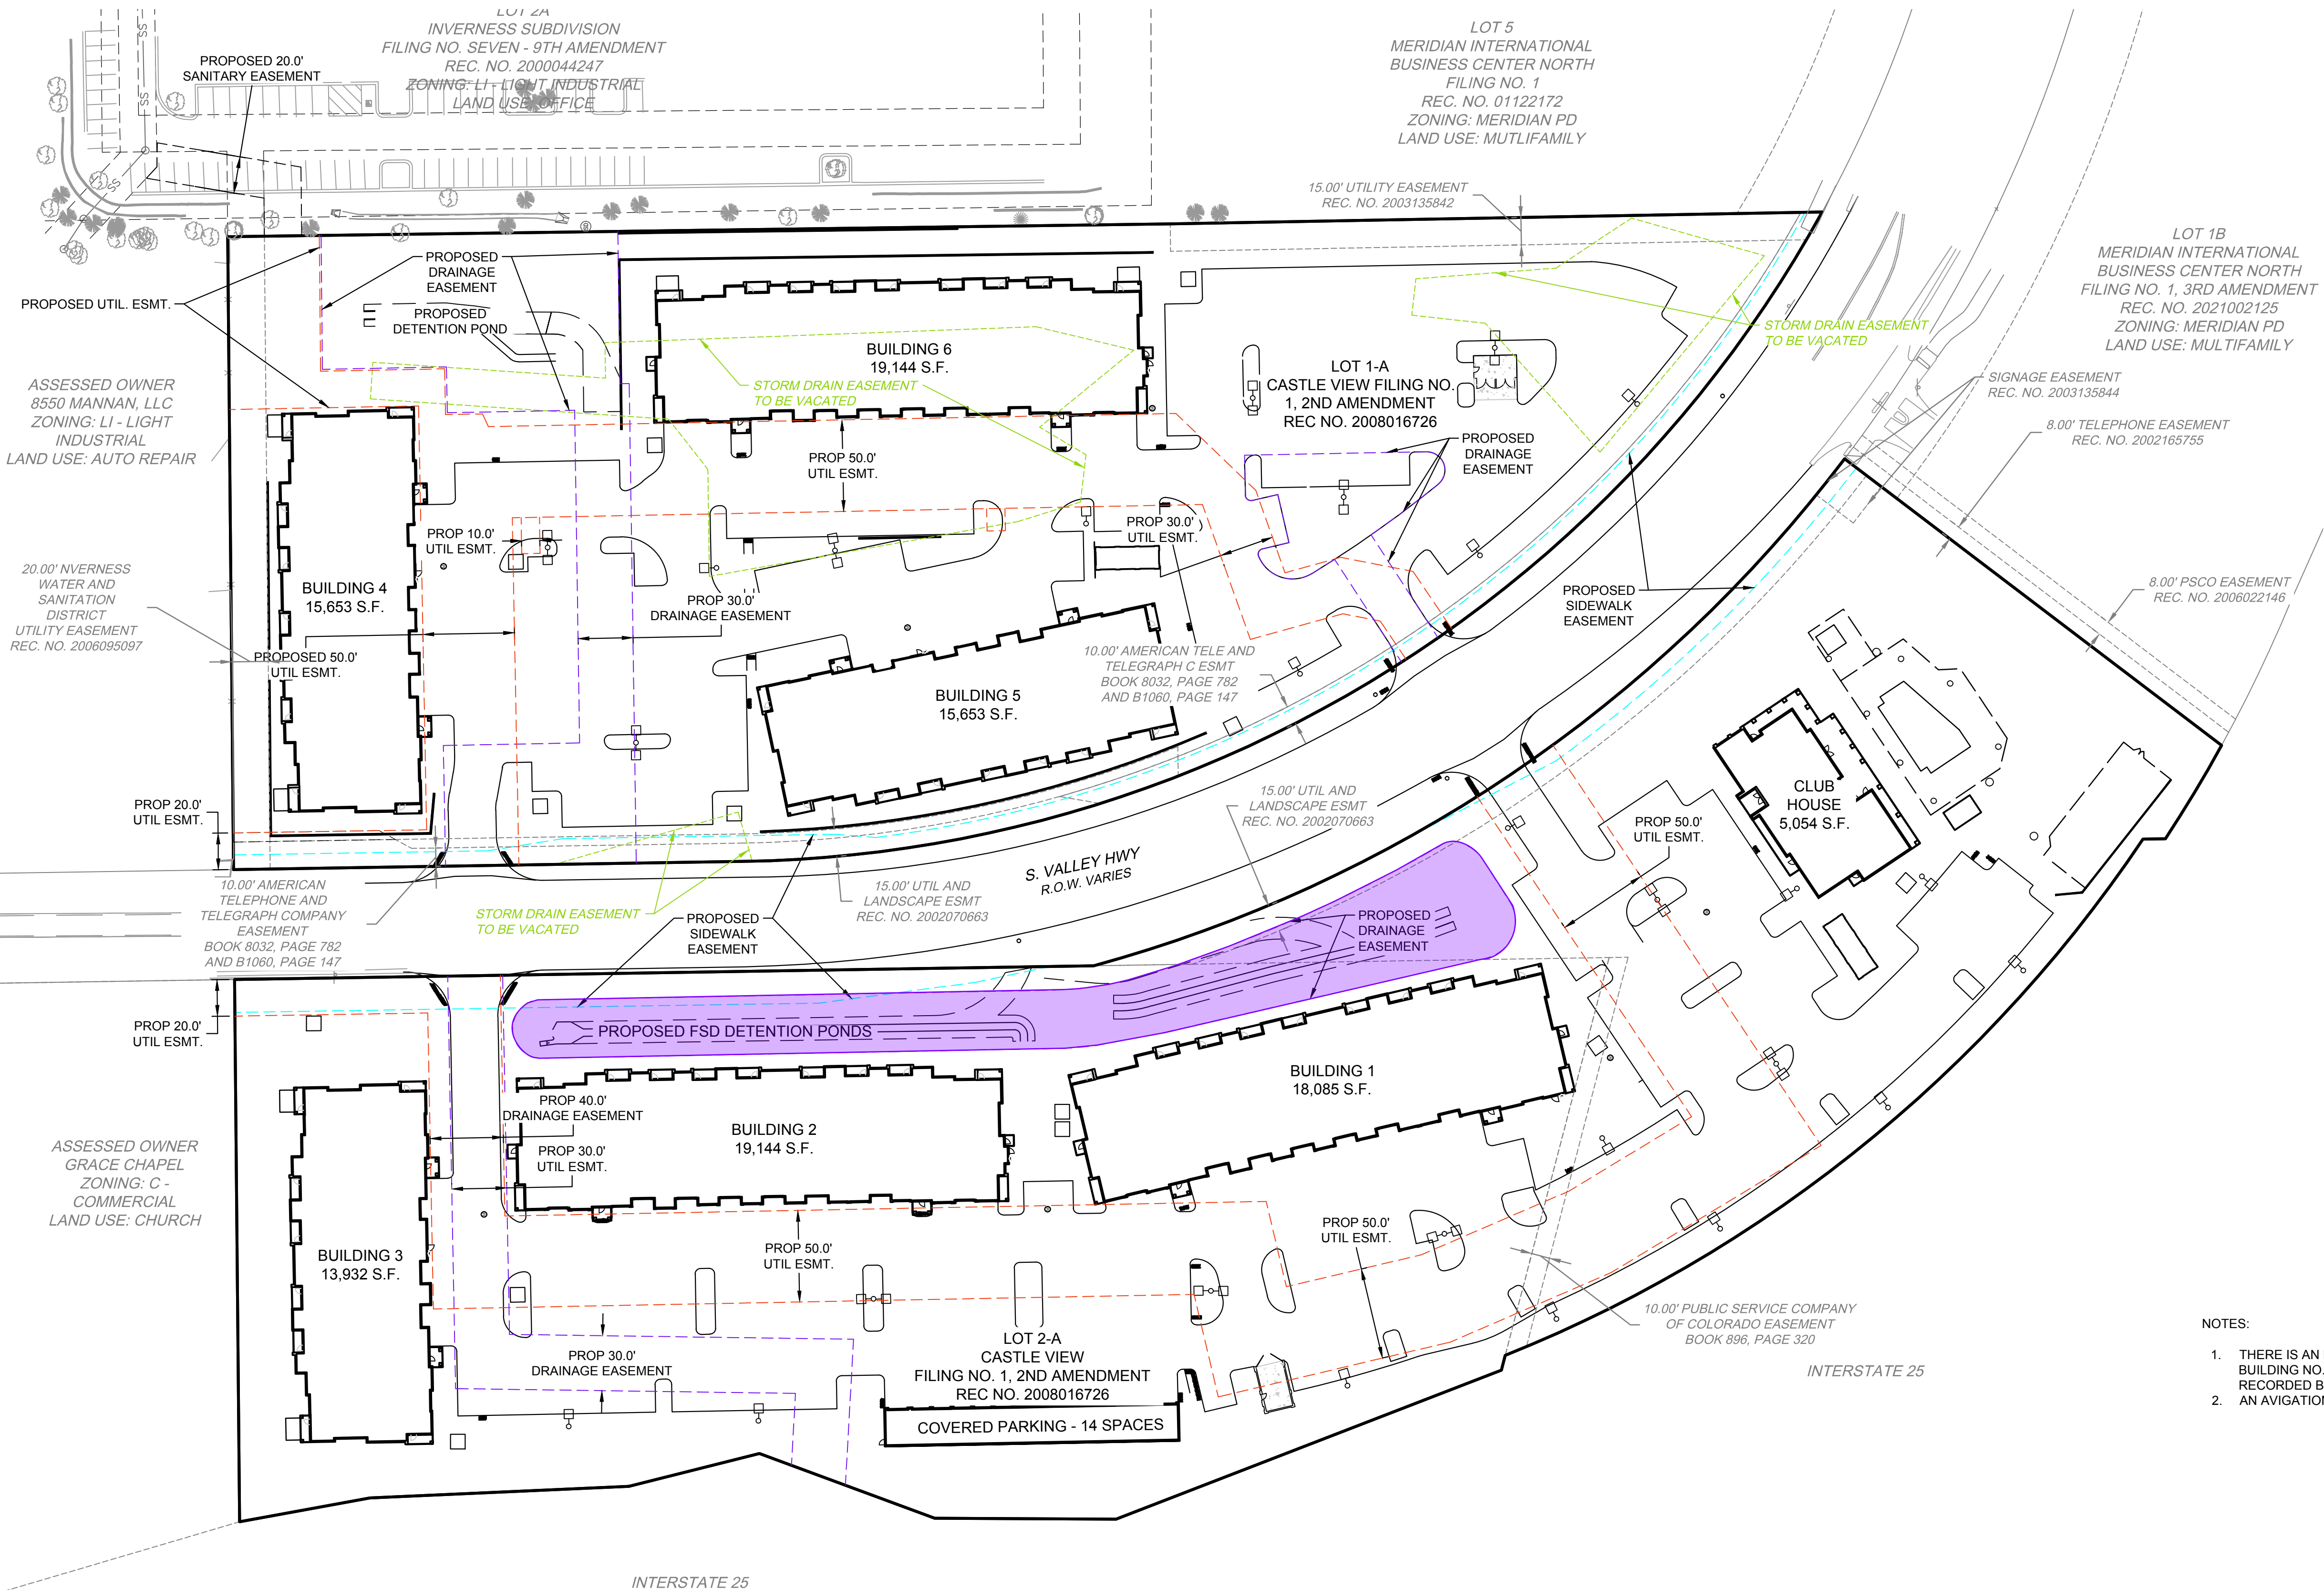 LOT 2A
INVERNESS SUBDIVISION
FILING NO. SEVEN - 9TH AMENDMENT
REC. NO. 2000044247
ZONING: LI - LIGHT INDUSTRIAL
LAND USE: OFFICE
PROPOSED 20.0'
SANITARY EASEMENT
SS
SS
SS
LOT 5
MERIDIAN INTERNATIONAL
BUSINESS CENTER NORTH
FILING NO. 1
REC. NO. 01122172
ZONING: MERIDIAN PD
LAND USE: MUTLIFAMILY
15.00' UTILITY EASEMENT
REC. NO. 2003135842
LOT 1B
MERIDIAN INTERNATIONAL
BUSINESS CENTER NORTH
FILING NO. 1, 3RD AMENDMENT
REC. NO. 2021002125
ZONING: MERIDIAN PD
LAND USE: MULTIFAMILY
PROPOSED UTIL. ESMT.
PROPOSED
DRAINAGE
EASEMENT
PROPOSED
DETENTION POND
BUILDING 6
19,144 S.F.
STORM DRAIN EASEMENT
TO BE VACATED
STORM DRAIN EASEMENT
TO BE VACATED
LOT 1-A
CASTLE VIEW FILING NO.
1, 2ND AMENDMENT
REC NO. 2008016726
ASSESSED OWNER
8550 MANNAN, LLC
ZONING: LI - LIGHT
INDUSTRIAL
LAND USE: AUTO REPAIR
SIGNAGE EASEMENT
REC. NO. 2003135844
8.00' TELEPHONE EASEMENT
REC. NO. 2002165755
PROPOSED
DRAINAGE
EASEMENT
PROP 50.0'
UTIL ESMT.
PROP 10.0'
UTIL ESMT.
PROP 30.0'
UTIL ESMT.
20.00' NVERNESS
WATER AND
SANITATION
DISTRICT
UTILITY EASEMENT
REC. NO. 2006095097
BUILDING 4
15,653 S.F.
PROP 30.0'
DRAINAGE EASEMENT
PROPOSED
SIDEWALK
EASEMENT
8.00' PSCO EASEMENT
REC. NO. 2006022146
PROPOSED 50.0'
UTIL ESMT.
BUILDING 5
15,653 S.F.
10.00' AMERICAN TELE AND
TELEGRAPH C ESMT
BOOK 8032, PAGE 782
AND B1060, PAGE 147
PROP 20.0'
UTIL ESMT.
15.00' UTIL AND
LANDSCAPE ESMT
REC. NO. 2002070663
CLUB
HOUSE
5,054 S.F.
PROP 50.0'
UTIL ESMT.
S. VALLEY HWY
R.O.W. VARIES
10.00' AMERICAN
TELEPHONE AND
TELEGRAPH COMPANY
EASEMENT
BOOK 8032, PAGE 782
AND B1060, PAGE 147
STORM DRAIN EASEMENT
TO BE VACATED
PROPOSED
SIDEWALK
EASEMENT
15.00' UTIL AND
LANDSCAPE ESMT
REC. NO. 2002070663
PROPOSED
DRAINAGE
EASEMENT
PROP 20.0'
UTIL ESMT.
PROPOSED FSD DETENTION PONDS
BUILDING 1
18,085 S.F.
PROP 40.0'
DRAINAGE EASEMENT
BUILDING 2
19,144 S.F.
PROP 30.0'
UTIL ESMT.
ASSESSED OWNER
GRACE CHAPEL
ZONING: C -
COMMERCIAL
LAND USE: CHURCH
BUILDING 3
13,932 S.F.
PROP 50.0'
UTIL ESMT.
PROP 50.0'
UTIL ESMT.
10.00' PUBLIC SERVICE COMPANY
OF COLORADO EASEMENT
BOOK 896, PAGE 320
PROP 30.0'
DRAINAGE EASEMENT
LOT 2-A
CASTLE VIEW
FILING NO. 1, 2ND AMENDMENT
REC NO. 2008016726
COVERED PARKING - 14 SPACES
INTERSTATE 25
NOTES:
1. THERE IS AN
BUILDING NO.
RECORDED B
2. AN AVIGATION
INTERSTATE 25